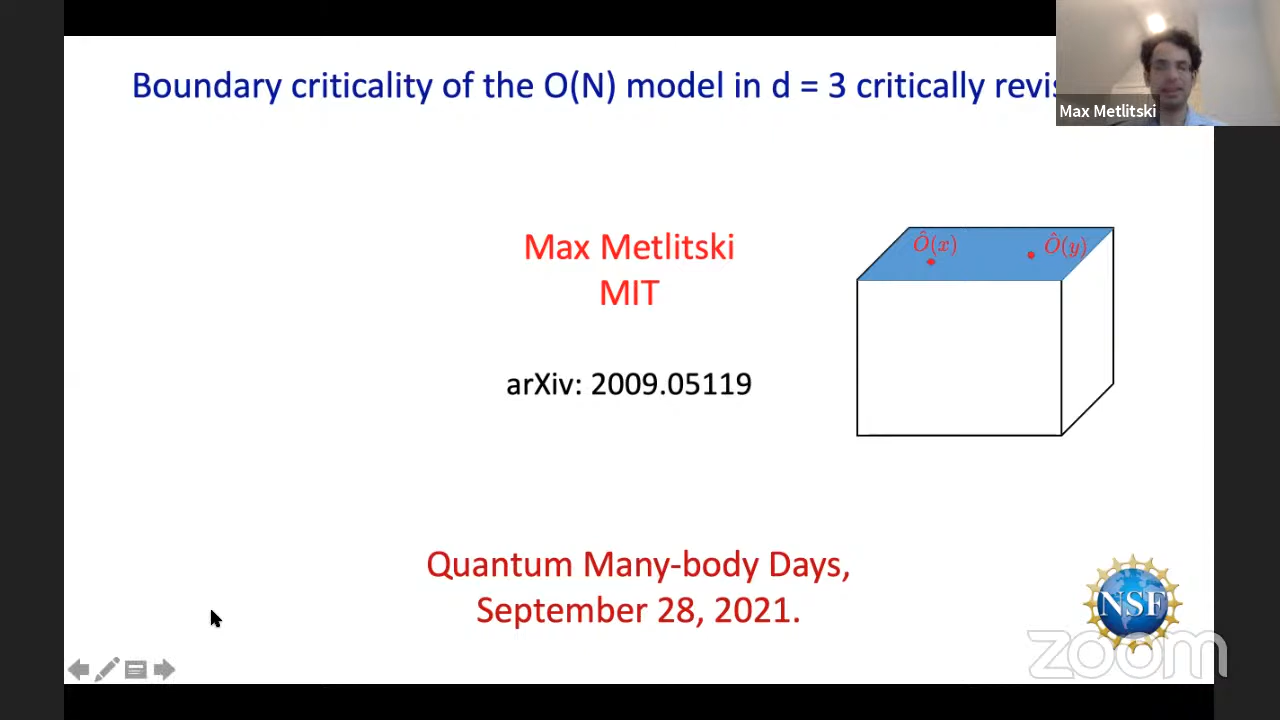 Boundary criticality of the O(N) model in d = 3 critically revis
Max Metlitski
Ô(x)
Ô(y)
Max Metlitski
MIT
arXiv: 2009.05119
Quantum Many-body Days,
September 28, 2021.
NSF
zoom